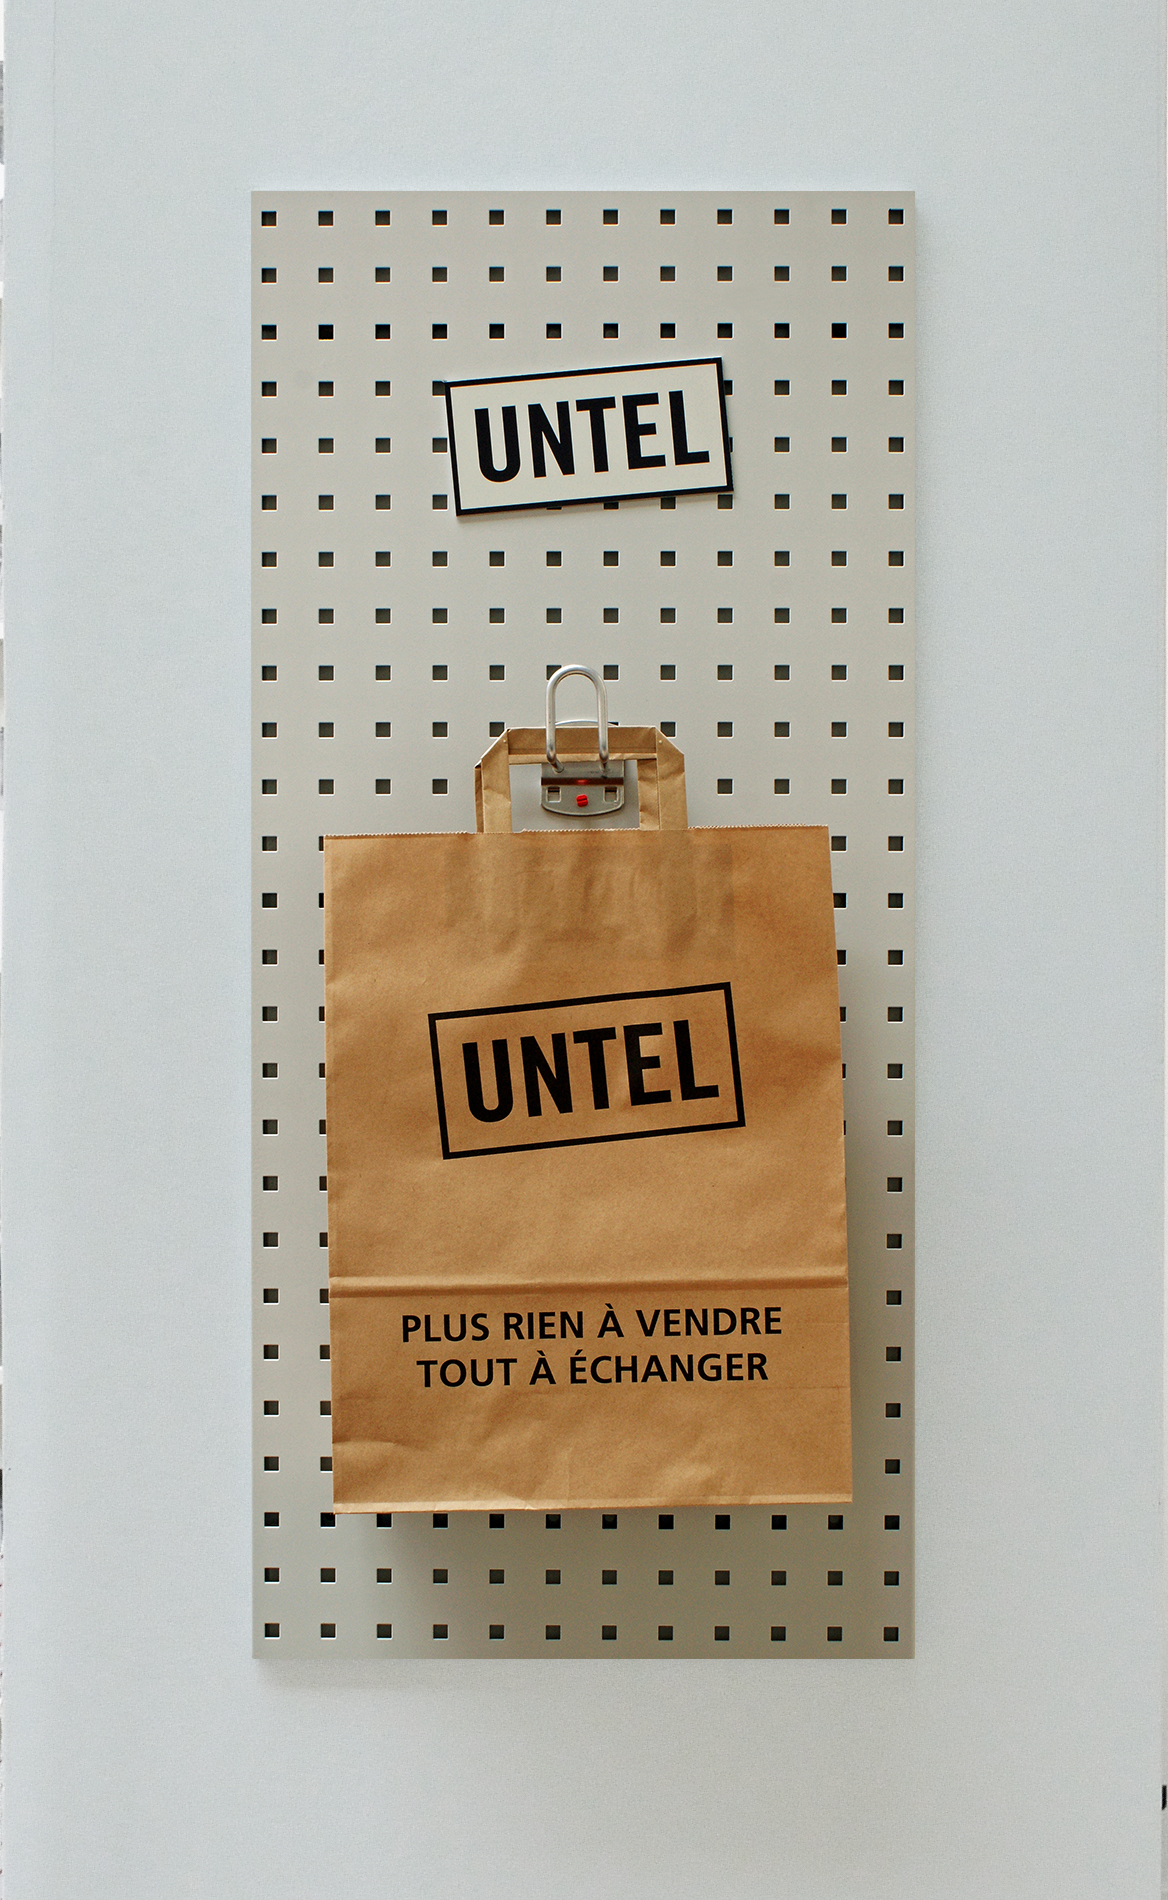 UNTEL
UNTEL
PLUS RIEN À VENDRE
TOUT À ÉCHANGER